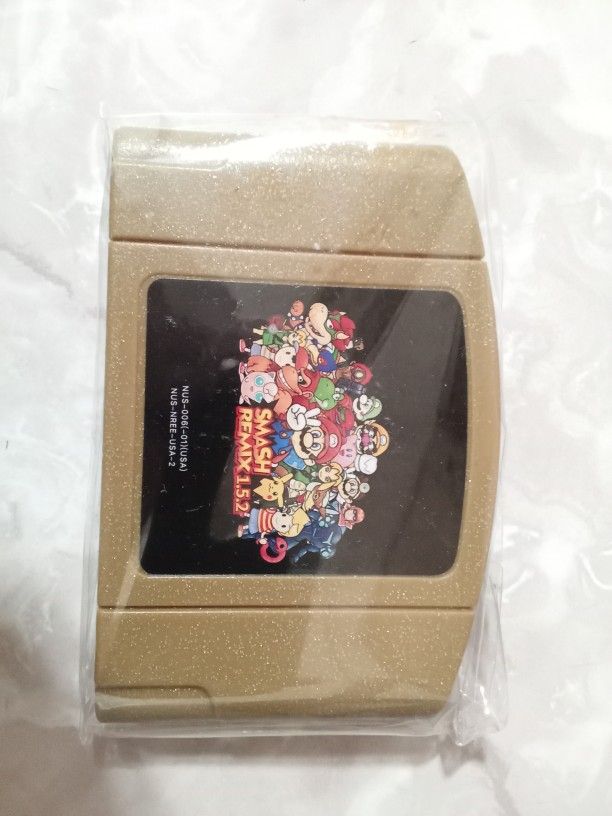 SMASH
REMIX 1.5.2
NUS-006(-01)(USA)
NUS-NREE-USA-2